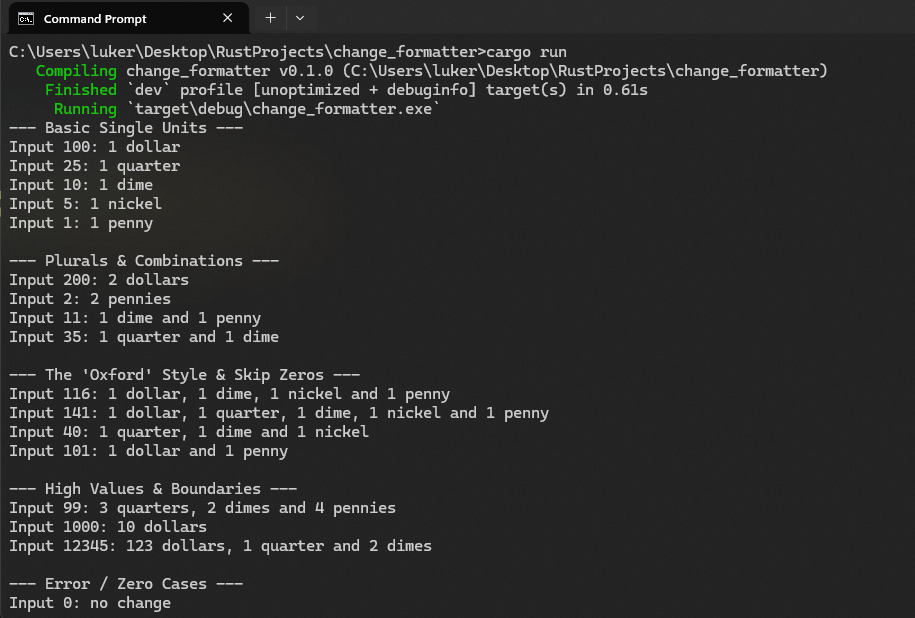 Command Prompt
C:\Users\luker\Desktop\RustProjects\change_formatter>cargo run
   Compiling change_formatter v0.1.0 (C:\Users\luker\Desktop\RustProjects\change_formatter)
    Finished `dev` profile [unoptimized + debuginfo] target(s) in 0.61s
     Running `target\debug\change_formatter.exe`
--- Basic Single Units ---
Input 100: 1 dollar
Input 25: 1 quarter
Input 10: 1 dime
Input 5: 1 nickel
Input 1: 1 penny

--- Plurals & Combinations ---
Input 200: 2 dollars
Input 2: 2 pennies
Input 11: 1 dime and 1 penny
Input 35: 1 quarter and 1 dime

--- The 'Oxford' Style & Skip Zeros ---
Input 116: 1 dollar, 1 dime, 1 nickel and 1 penny
Input 141: 1 dollar, 1 quarter, 1 dime, 1 nickel and 1 penny
Input 40: 1 quarter, 1 dime and 1 nickel
Input 101: 1 dollar and 1 penny

--- High Values & Boundaries ---
Input 99: 3 quarters, 2 dimes and 4 pennies
Input 1000: 10 dollars
Input 12345: 123 dollars, 1 quarter and 2 dimes

--- Error / Zero Cases ---
Input 0: no change